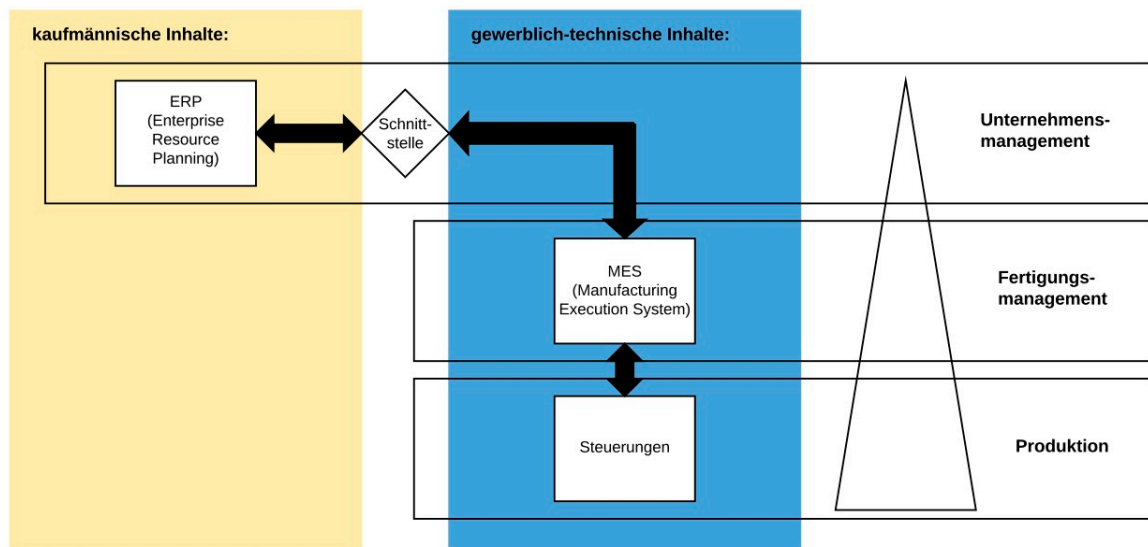 kaufmännische Inhalte:
gewerblich-technische Inhalte:
ERP
(Enterprise
Resource
Planning)
Schnitt-
stelle
Unternehmens-
management
MES
(Manufacturing
Execution System)
Fertigungs-
management
Steuerungen
Produktion